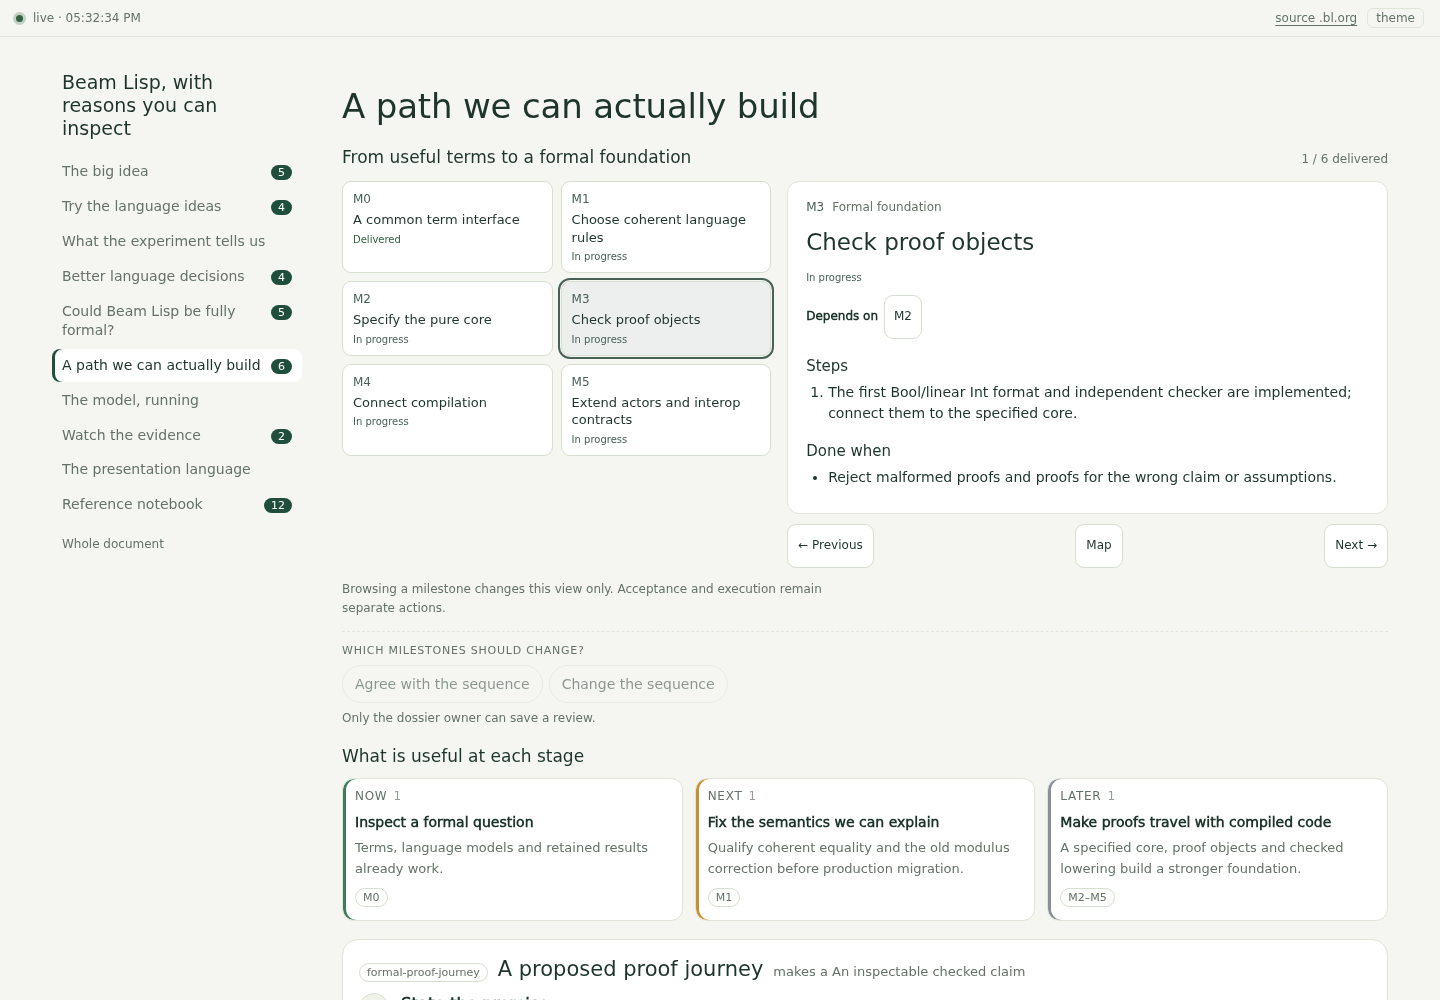 live · 05:32:34 PM
source .bl.org
theme
Beam Lisp, with
reasons you can
inspect
The big idea 5
Try the language ideas 4
What the experiment tells us
Better language decisions 4
Could Beam Lisp be fully
formal? 5
A path we can actually build 6
The model, running
Watch the evidence 2
The presentation language
Reference notebook 12
Whole document
A path we can actually build
From useful terms to a formal foundation
1 / 6 delivered
M0
A common term interface
Delivered
M1
Choose coherent language
rules
In progress
M2
Specify the pure core
In progress
M3
Check proof objects
In progress
M4
Connect compilation
In progress
M5
Extend actors and interop
contracts
In progress
M3 Formal foundation
Check proof objects
In progress
Depends on M2
Steps
1. The first Bool/linear Int format and independent checker are implemented;
connect them to the specified core.
Done when
• Reject malformed proofs and proofs for the wrong claim or assumptions.
← Previous
Map
Next →
Browsing a milestone changes this view only. Acceptance and execution remain
separate actions.
WHICH MILESTONES SHOULD CHANGE?
Agree with the sequence
Change the sequence
Only the dossier owner can save a review.
What is useful at each stage
NOW 1
Inspect a formal question
Terms, language models and retained results
already work.
M0
NEXT 1
Fix the semantics we can explain
Qualify coherent equality and the old modulus
correction before production migration.
M1
LATER 1
Make proofs travel with compiled code
A specified core, proof objects and checked
lowering build a stronger foundation.
M2–M5
formal-proof-journey A proposed proof journey makes a An inspectable checked claim